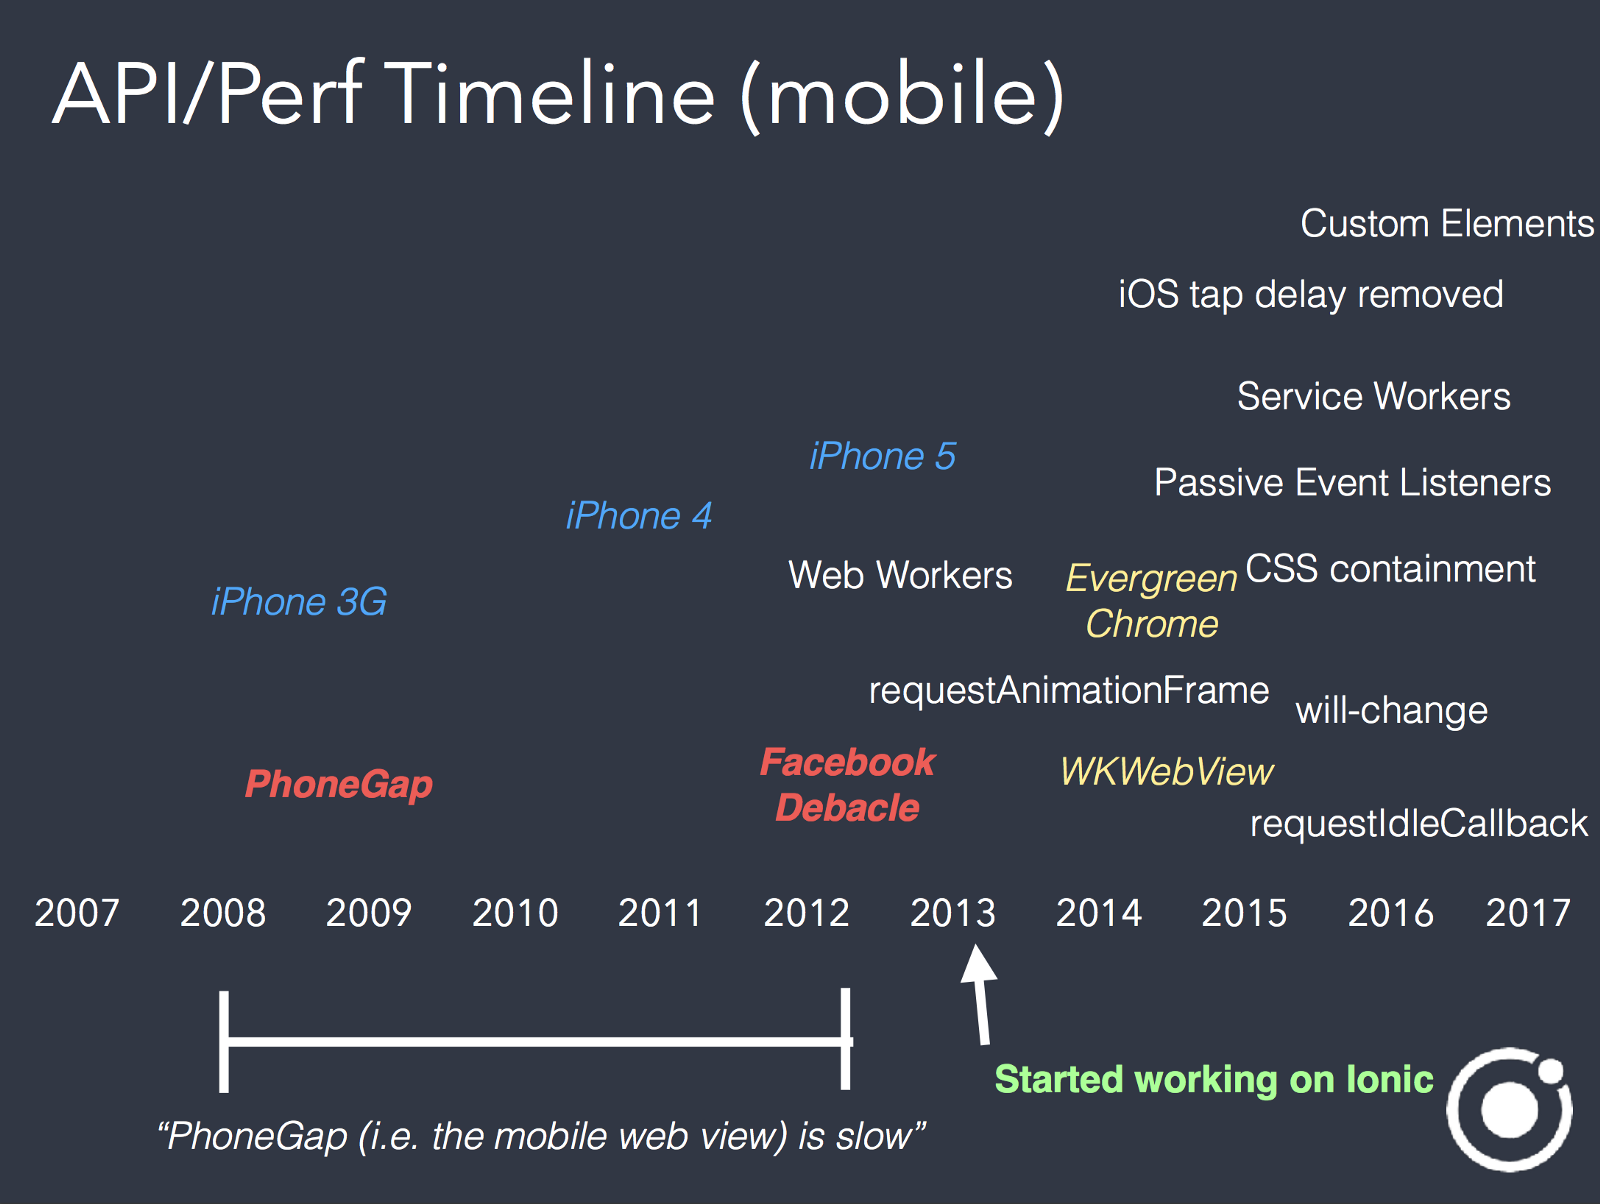 API/Perf Timeline (mobile)
Custom Elements
iOS tap delay removed
Service Workers
iPhone 5
Passive Event Listeners
iPhone 4
Web Workers
Evergreen
Chrome
CSS containment
iPhone 3G
requestAnimationFrame
will-change
PhoneGap
Facebook
Debacle
WKWebView
requestIdleCallback
2007 2008 2009 2010 2011 2012 2013 2014 2015 2016 2017
Started working on Ionic
“PhoneGap (i.e. the mobile web view) is slow”